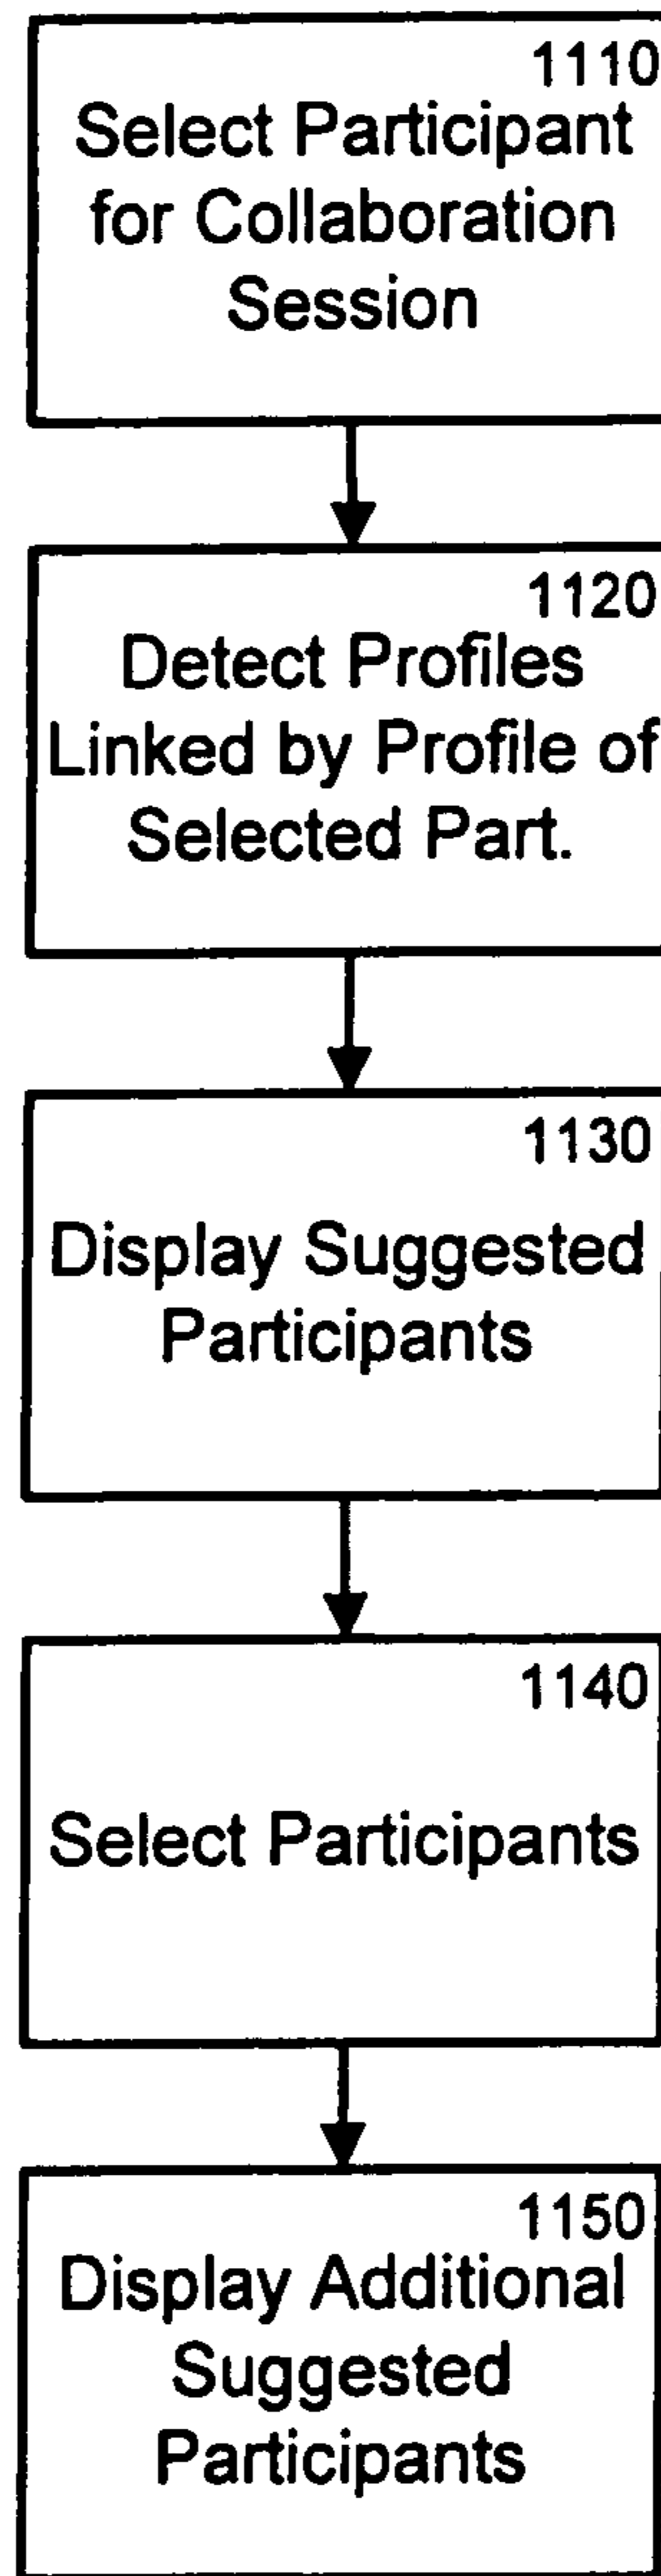 1110
Select Participant
for Collaboration
Session
1120
Detect Profiles
Linked by Profile of
Selected Part.
1130
Display Suggested
Participants
1140
Select Participants
1150
Display Additional
Suggested
Participants